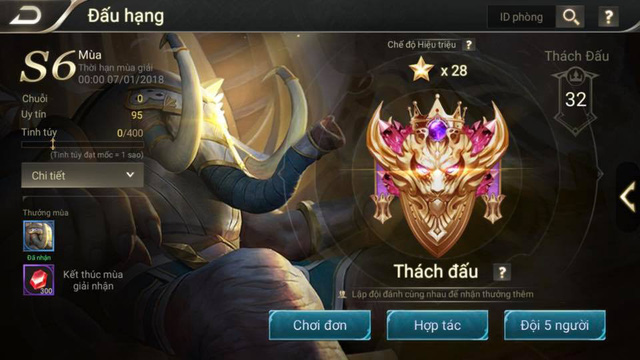 Đấu hạng
ID phòng
?
S6
Mùa
Thời hạn mùa giải
00:00 07/01/2018
Chuỗi 0
Uy tín 95
Tinh túy 0/400
(Tinh túy đạt mốc = 1 sao)
Chi tiết
Thưởng mùa
Đã nhận
300
Kết thúc mùa
giải nhận
Chế độ Hiệu triệu ?
x 28
Thách Đấu
32
Thách đấu ?
Lập đội đánh cùng nhau để nhận thưởng thêm
Chơi đơn
Hợp tác
Đội 5 người